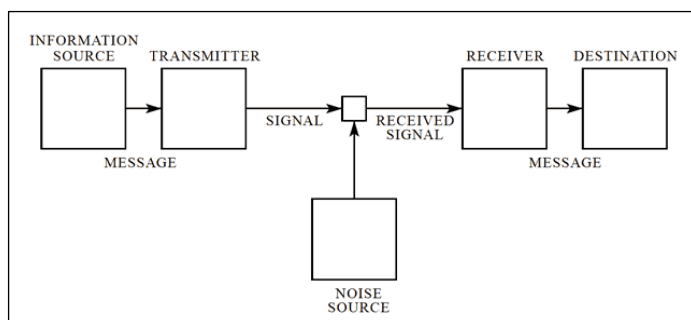 INFORMATION
SOURCE
TRANSMITTER
RECEIVER
DESTINATION
SIGNAL
RECEIVED
SIGNAL
MESSAGE
MESSAGE
NOISE
SOURCE